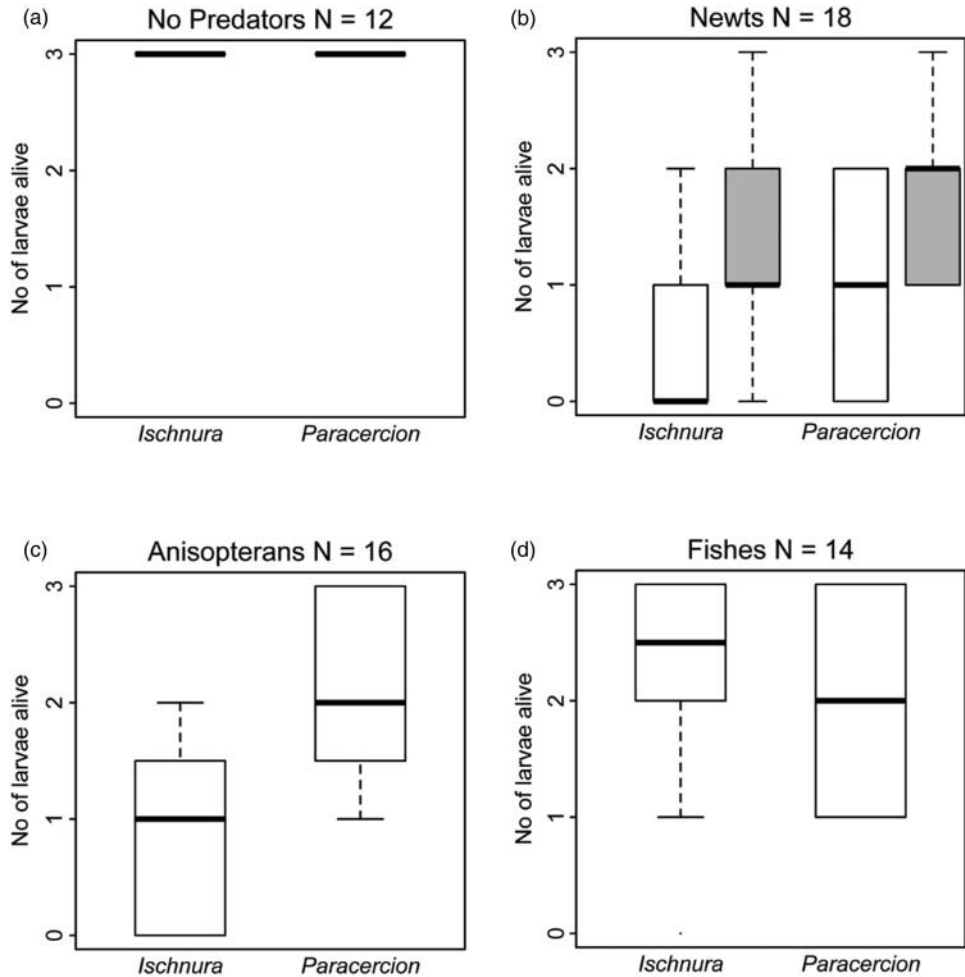 (a) No Predators N = 12
No of larvae alive
3
2
1
0
Ischnura Paracercion
(b) Newts N = 18
No of larvae alive
3
2
1
0
Ischnura Paracercion
(c) Anisopterans N = 16
No of larvae alive
3
2
1
0
Ischnura Paracercion
(d) Fishes N = 14
No of larvae alive
3
2
1
0
Ischnura Paracercion